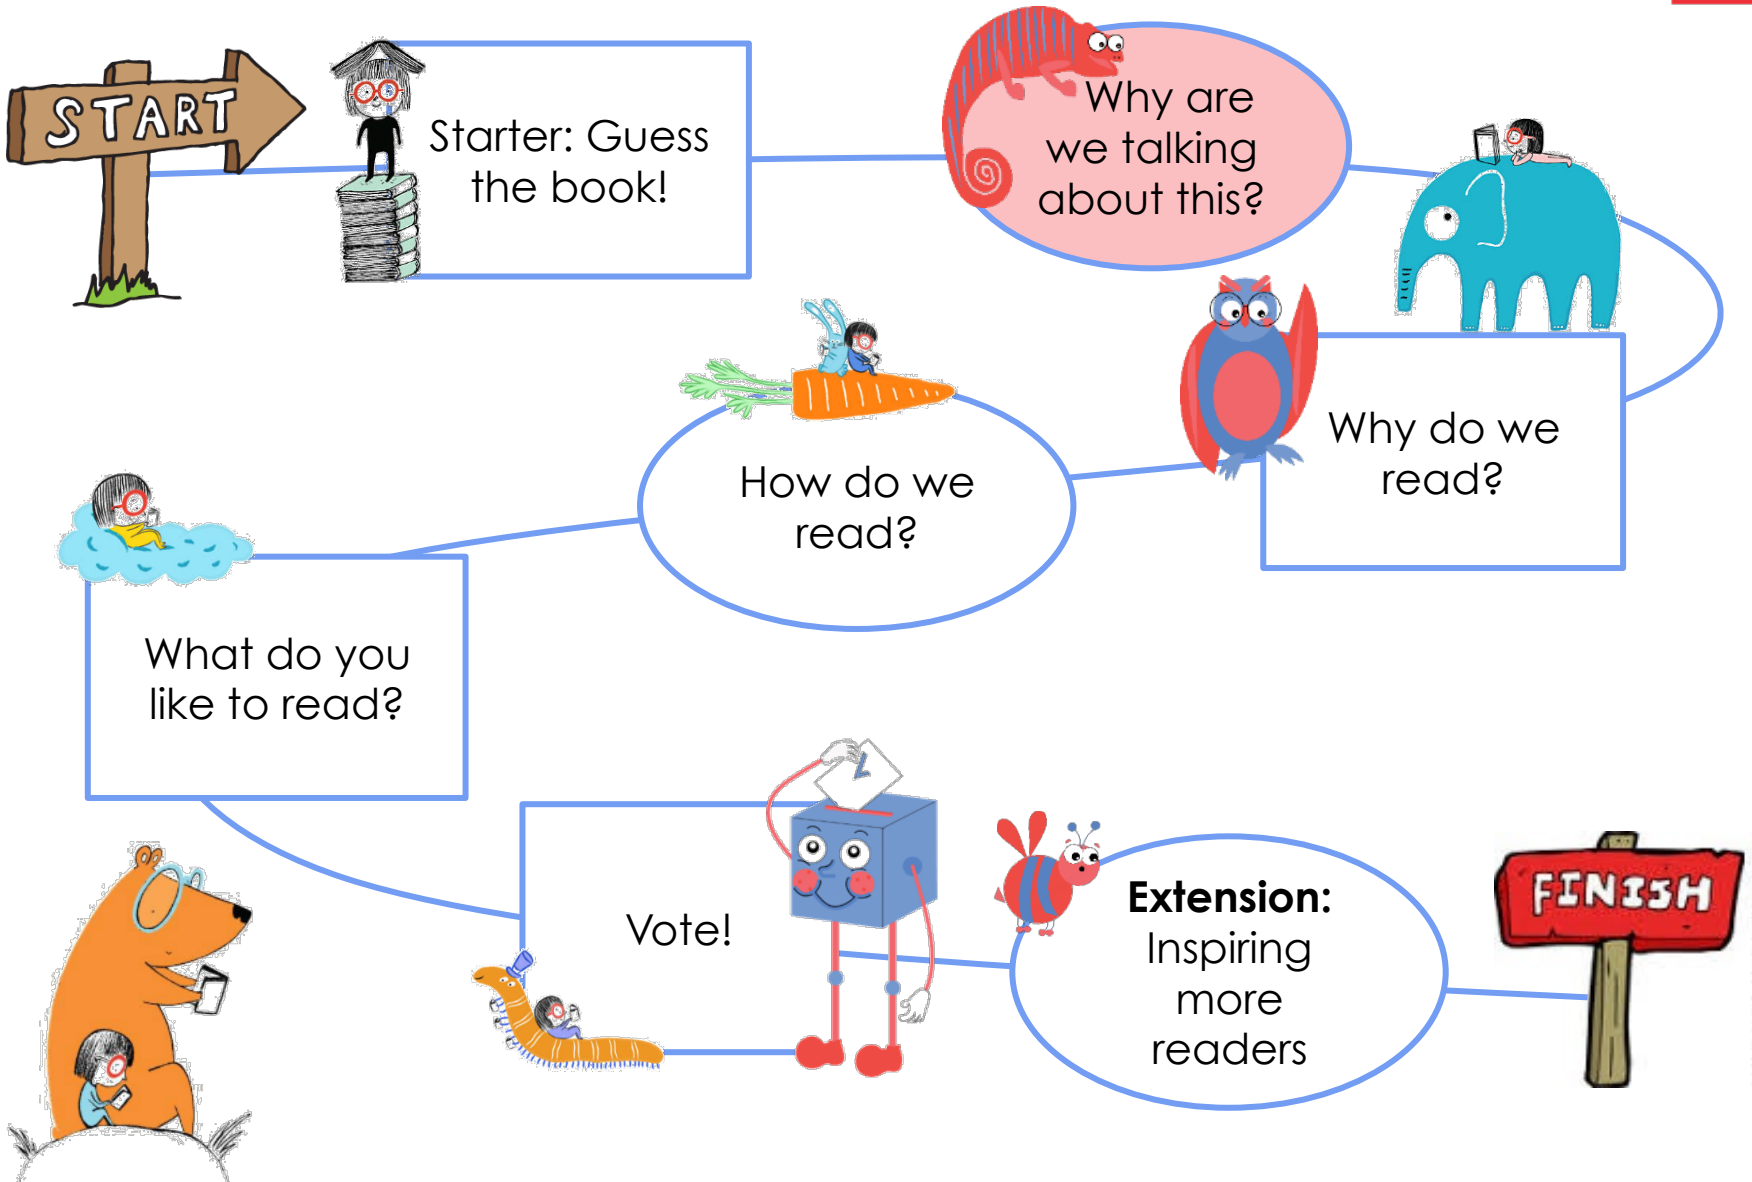 START
Starter: Guess
the book!
Why are
we talking
about this?
Why do we
read?
How do we
read?
What do you
like to read?
Vote!
Extension:
Inspiring
more
readers
FINISH